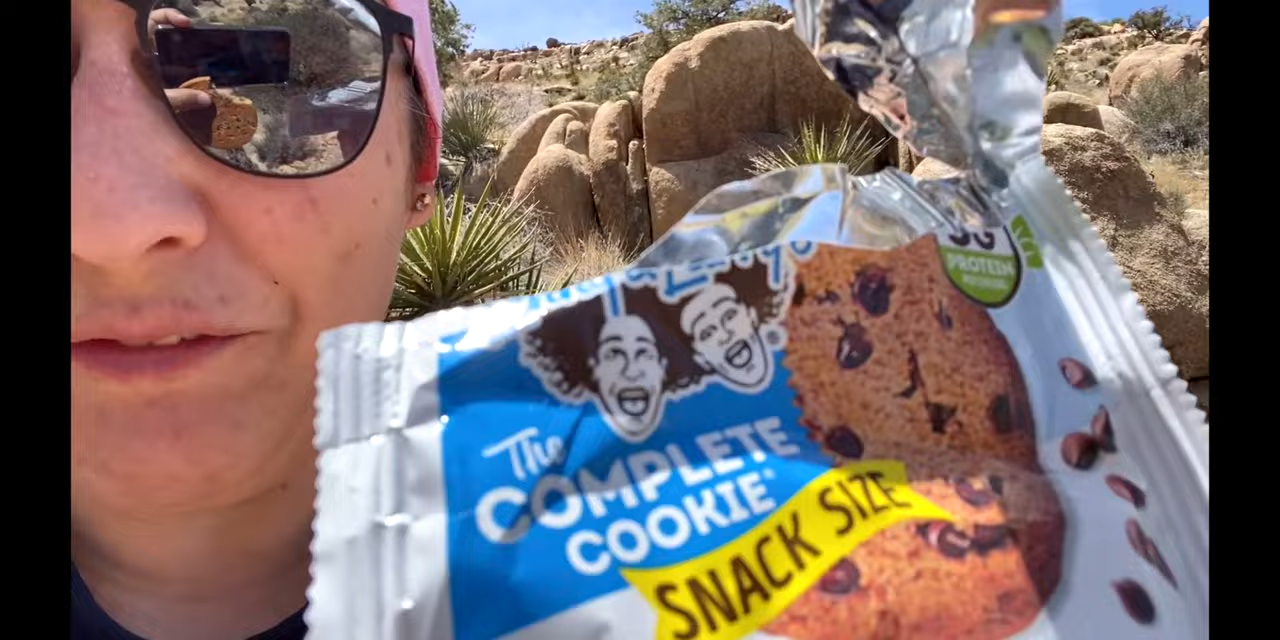 The
COMPLETE
COOKIE
SNACK SIZE
PROTEIN